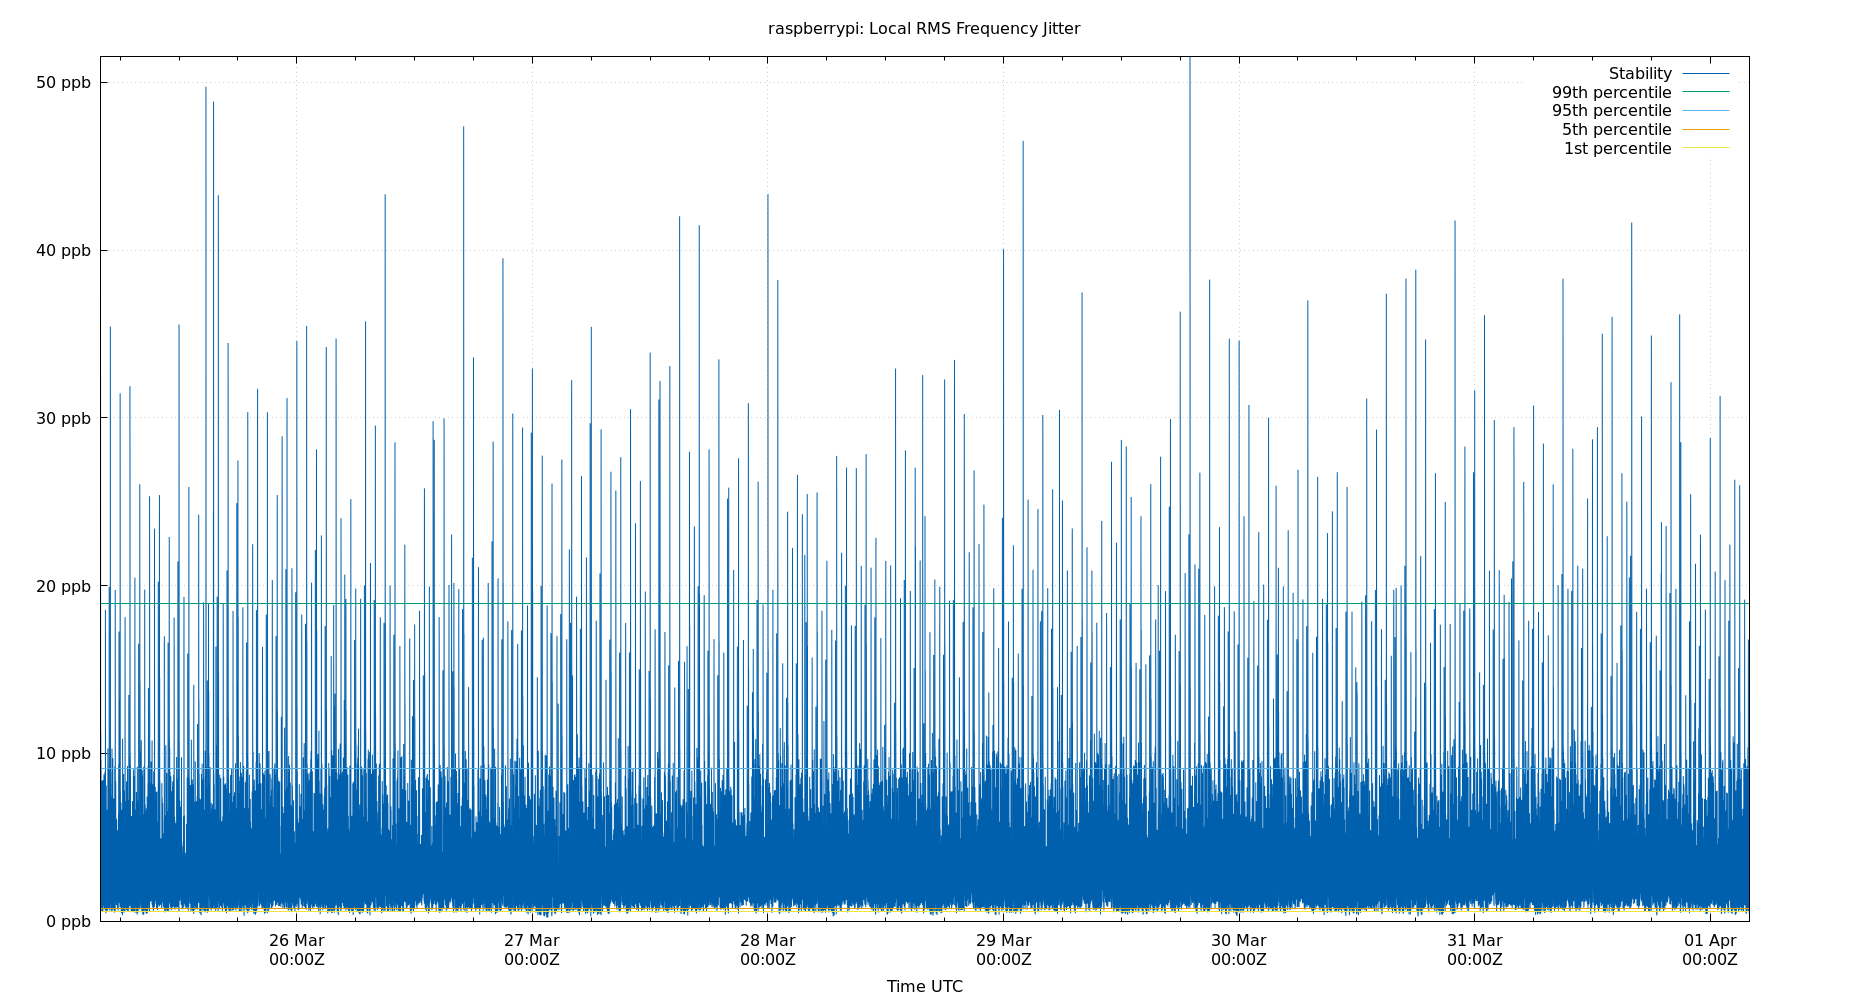 raspberrypi: Local RMS Frequency Jitter
Stability
99th percentile
95th percentile
5th percentile
1st percentile
50 ppb
40 ppb
30 ppb
20 ppb
10 ppb
0 ppb
26 Mar 27 Mar 28 Mar 29 Mar 30 Mar 31 Mar 01 Apr
00:00Z 00:00Z 00:00Z 00:00Z 00:00Z 00:00Z 00:00Z
Time UTC